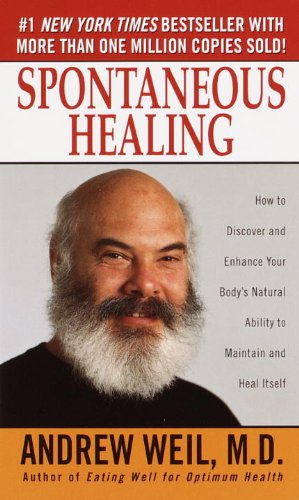 #1 NEW YORK TIMES BESTSELLER WITH
MORE THAN ONE MILLION COPIES SOLD!
SPONTANEOUS
HEALING
How to
Discover and
Enhance Your
Body's Natural
Ability to
Maintain and
Heal Itself
ANDREW WEIL, M.D.
Author of Eating Well for Optimum Health